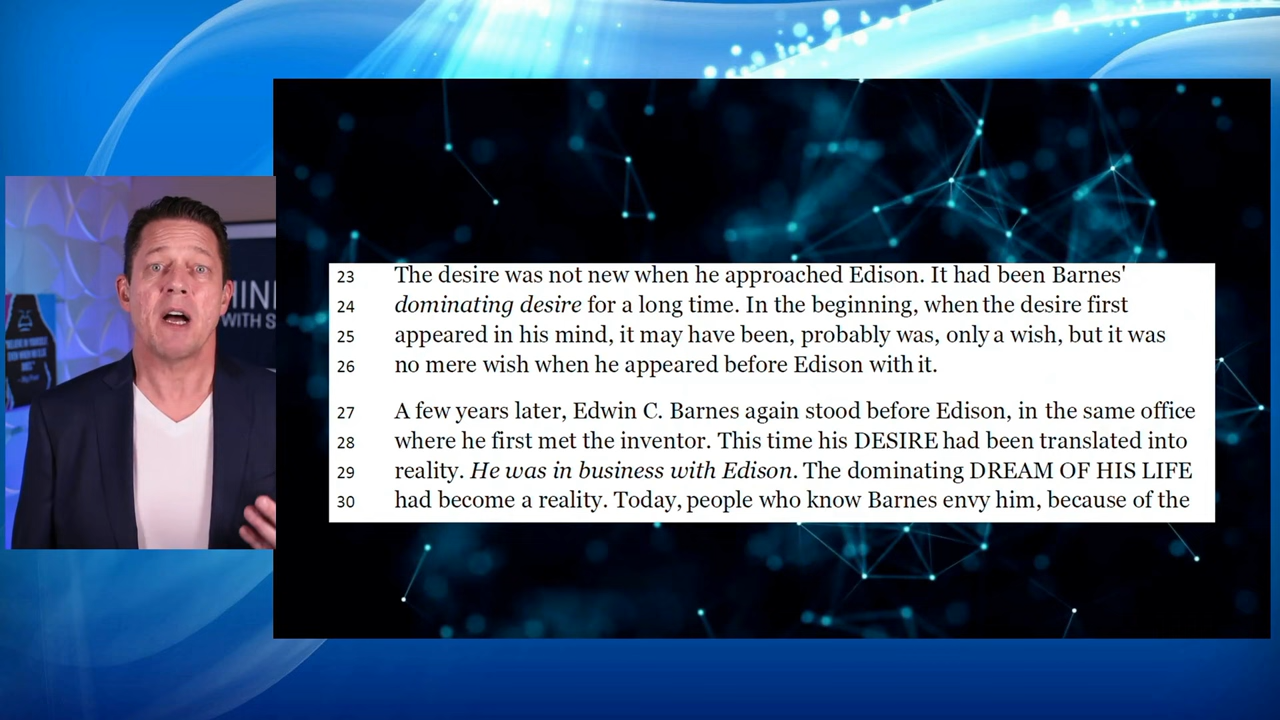 MIN
WITH S
23 The desire was not new when he approached Edison. It had been Barnes'
24 dominating desire for a long time. In the beginning, when the desire first
25 appeared in his mind, it may have been, probably was, only a wish, but it was
26 no mere wish when he appeared before Edison with it.
27 A few years later, Edwin C. Barnes again stood before Edison, in the same office
28 where he first met the inventor. This time his DESIRE had been translated into
29 reality. He was in business with Edison. The dominating DREAM OF HIS LIFE
30 had become a reality. Today, people who know Barnes envy him, because of the